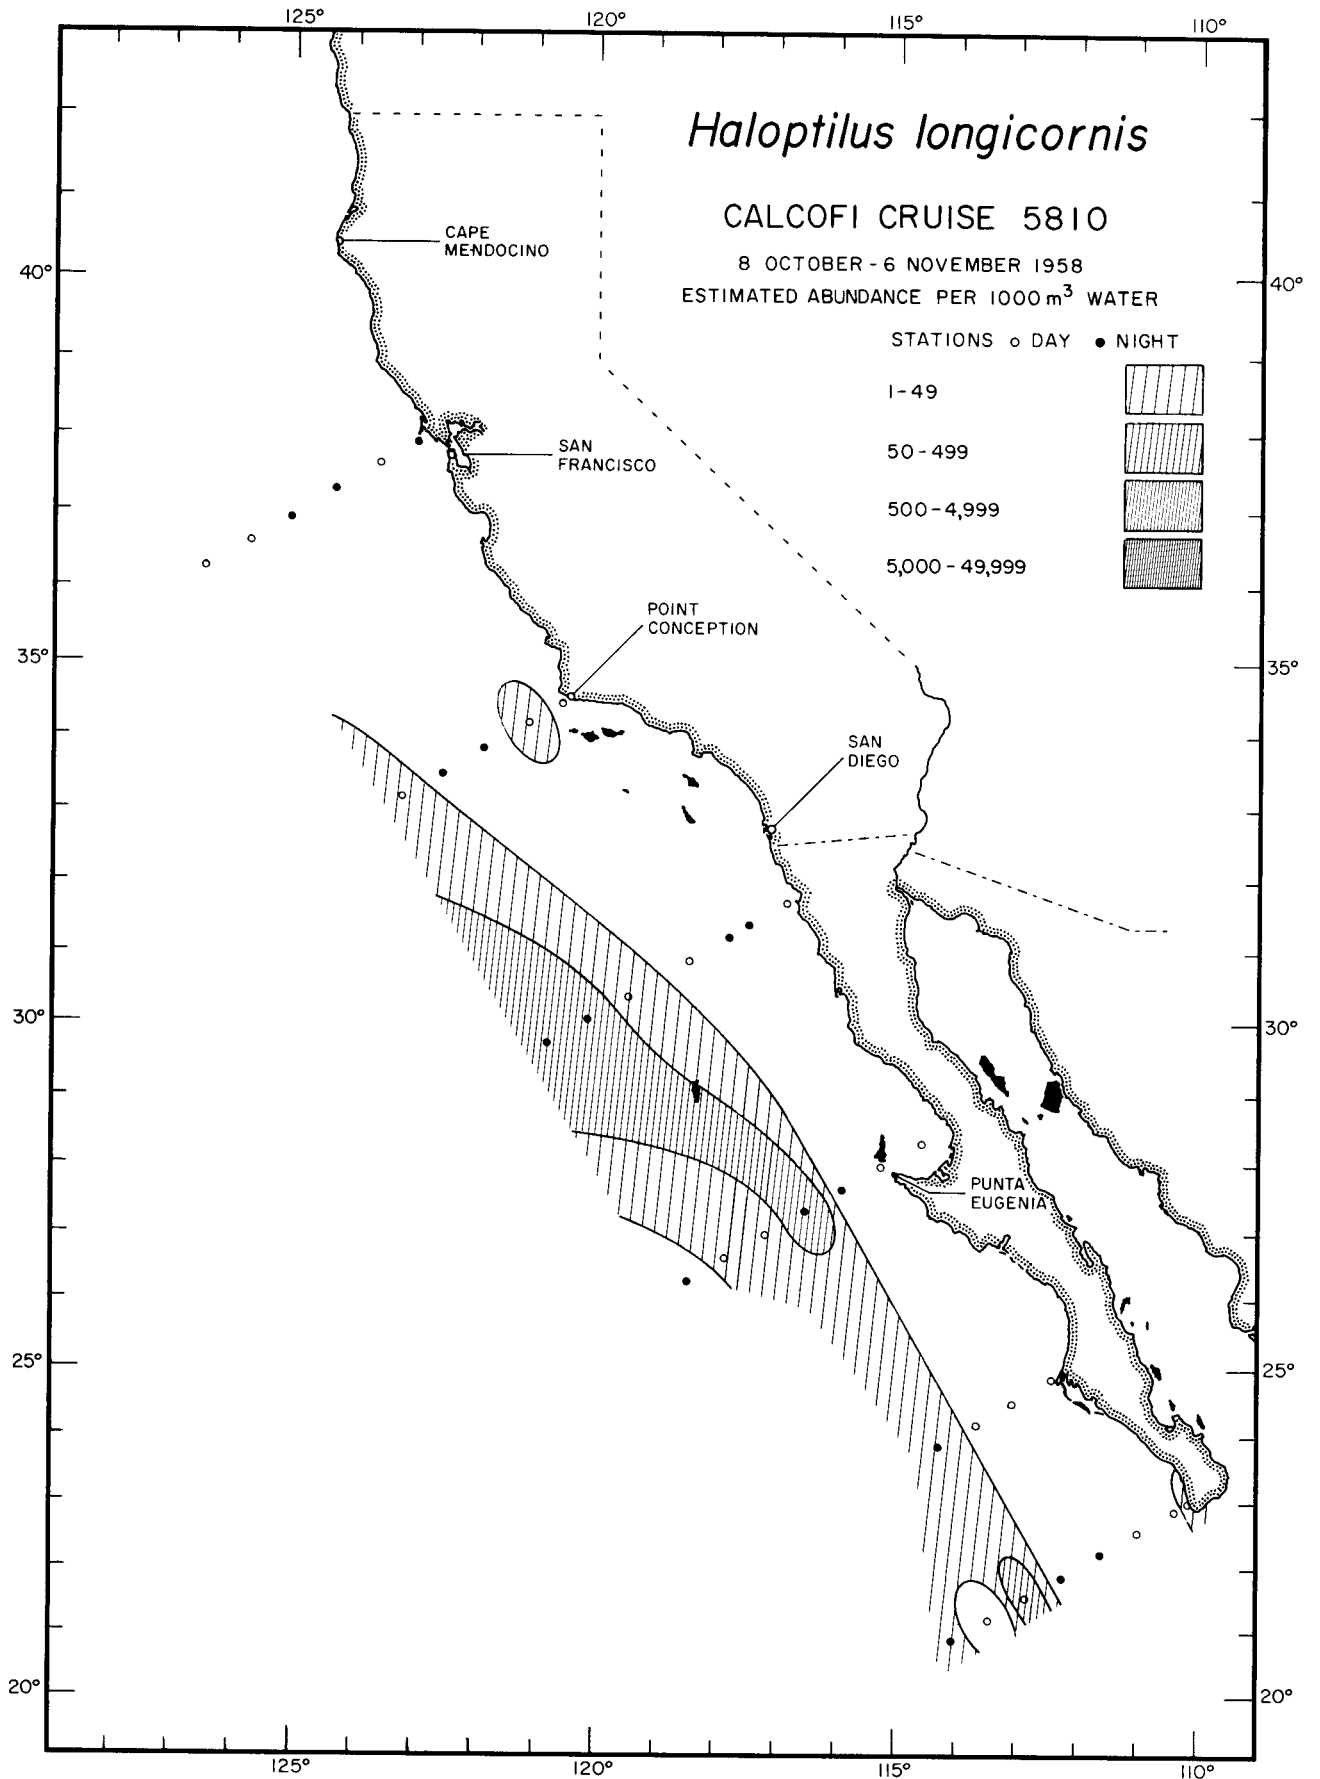 125° 120° 115° 110°
Haloptilus longicornis
CALCOFI CRUISE 5810
8 OCTOBER - 6 NOVEMBER 1958
ESTIMATED ABUNDANCE PER 1000 m³ WATER
STATIONS ○ DAY ● NIGHT
1-49
50-499
500-4,999
5,000-49,999
CAPE
MENDOCINO
40° 40°
SAN
FRANCISCO
POINT
CONCEPTION
35° 35°
SAN
DIEGO
30° 30°
PUNTA
EUGENIA
25° 25°
20° 20°
125° 120° 115° 110°